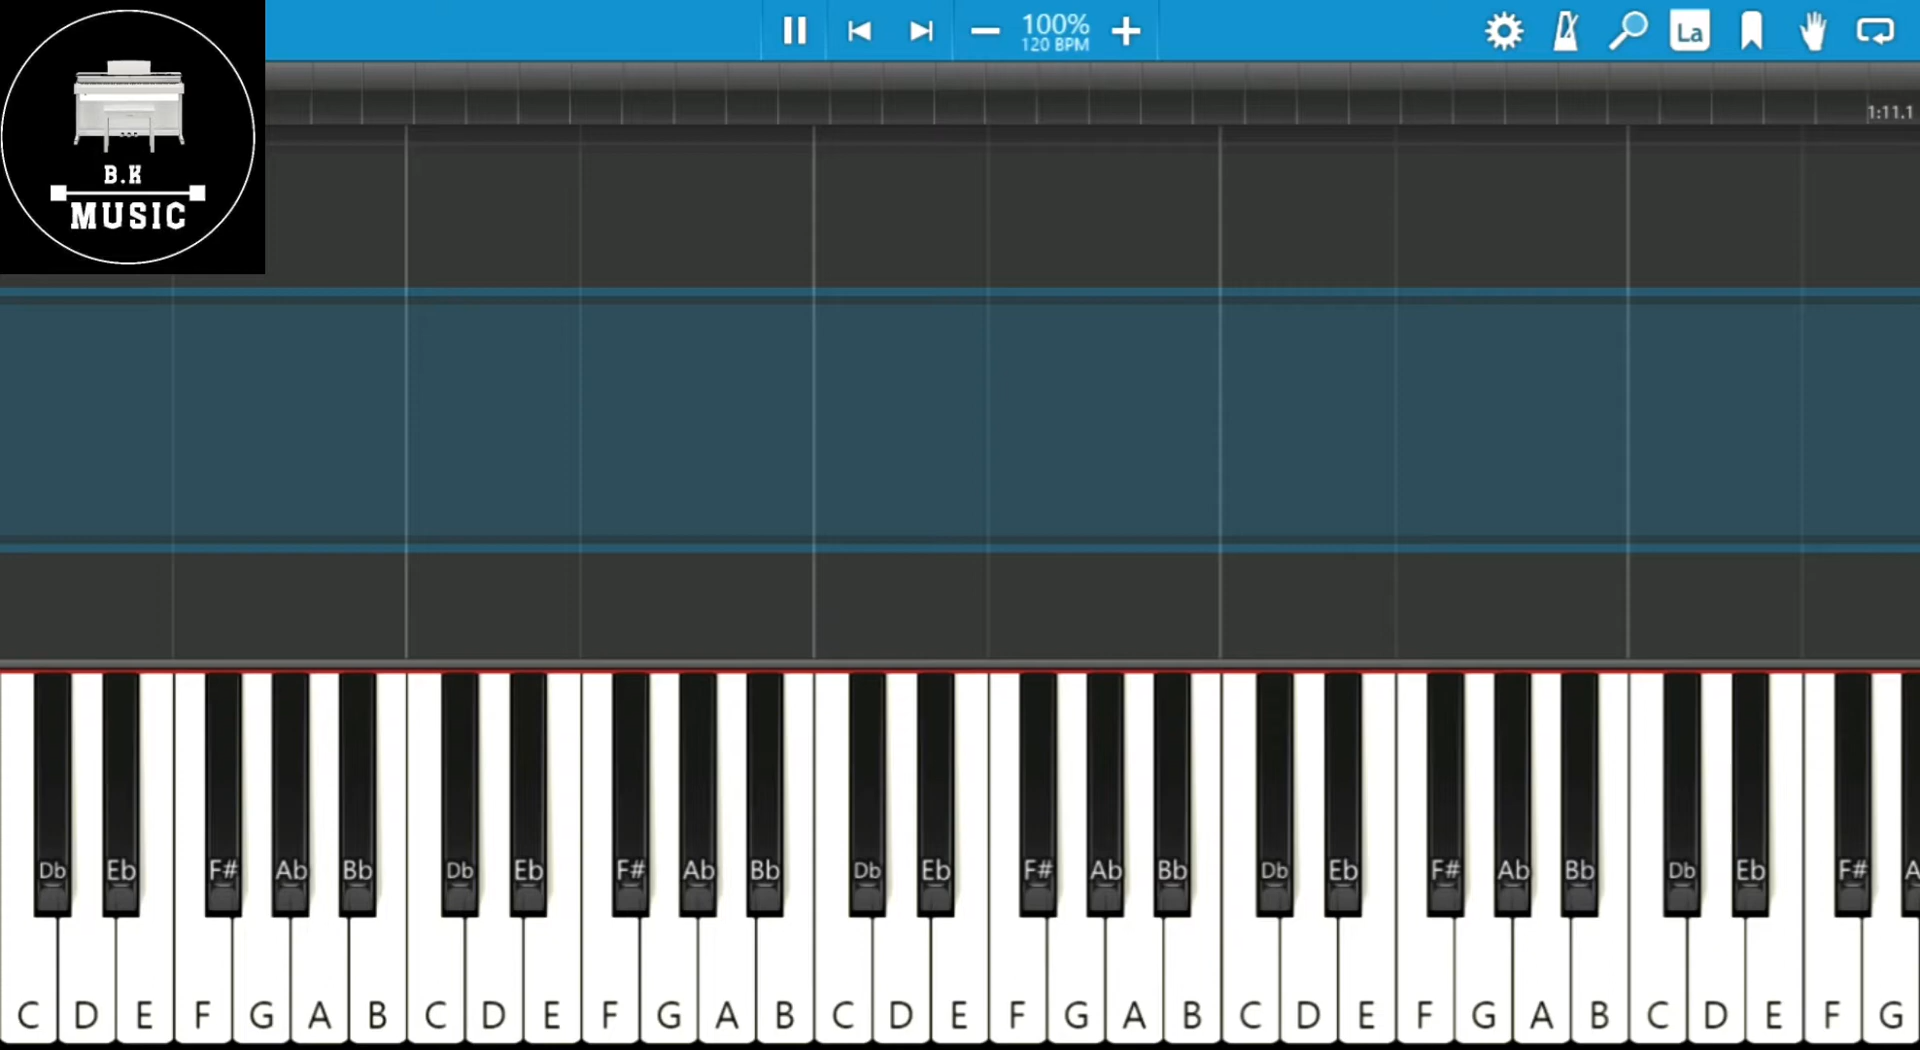 B.K
MUSIC
100%
120 BPM
La
1:11.1
Db Eb F# Ab Bb Db Eb F# Ab Bb Db Eb F# Ab Bb Db Eb F# Ab Bb Db Eb F# A
C D E F G A B C D E F G A B C D E F G A B C D E F G A B C D E F G